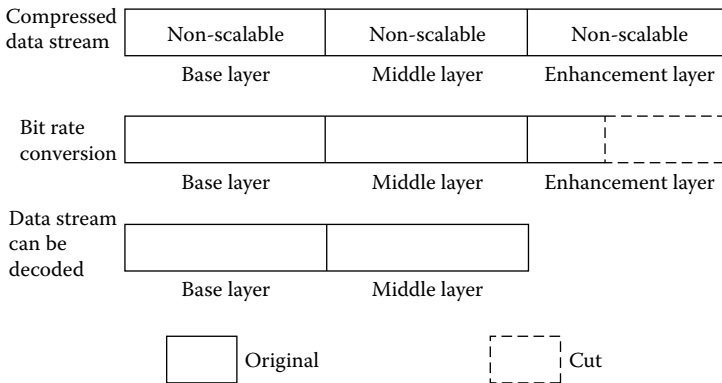 Compressed
data stream
Non-scalable
Non-scalable
Non-scalable
Base layer
Middle layer
Enhancement layer
Bit rate
conversion
Base layer
Middle layer
Enhancement layer
Data stream
can be
decoded
Base layer
Middle layer
Original
Cut